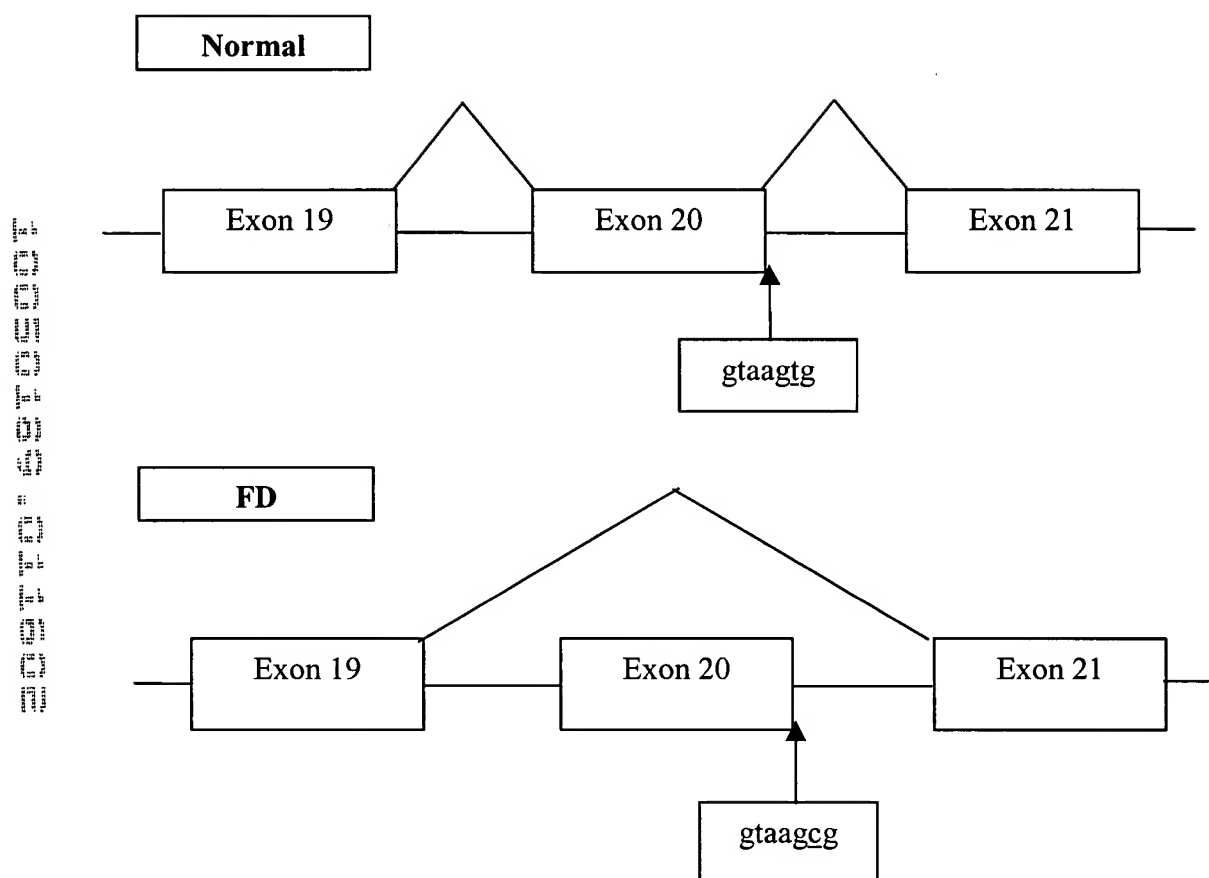 Normal
Exon 19
Exon 20
Exon 21
gtaagtg
FD
Exon 19
Exon 20
Exon 21
gtaagcg